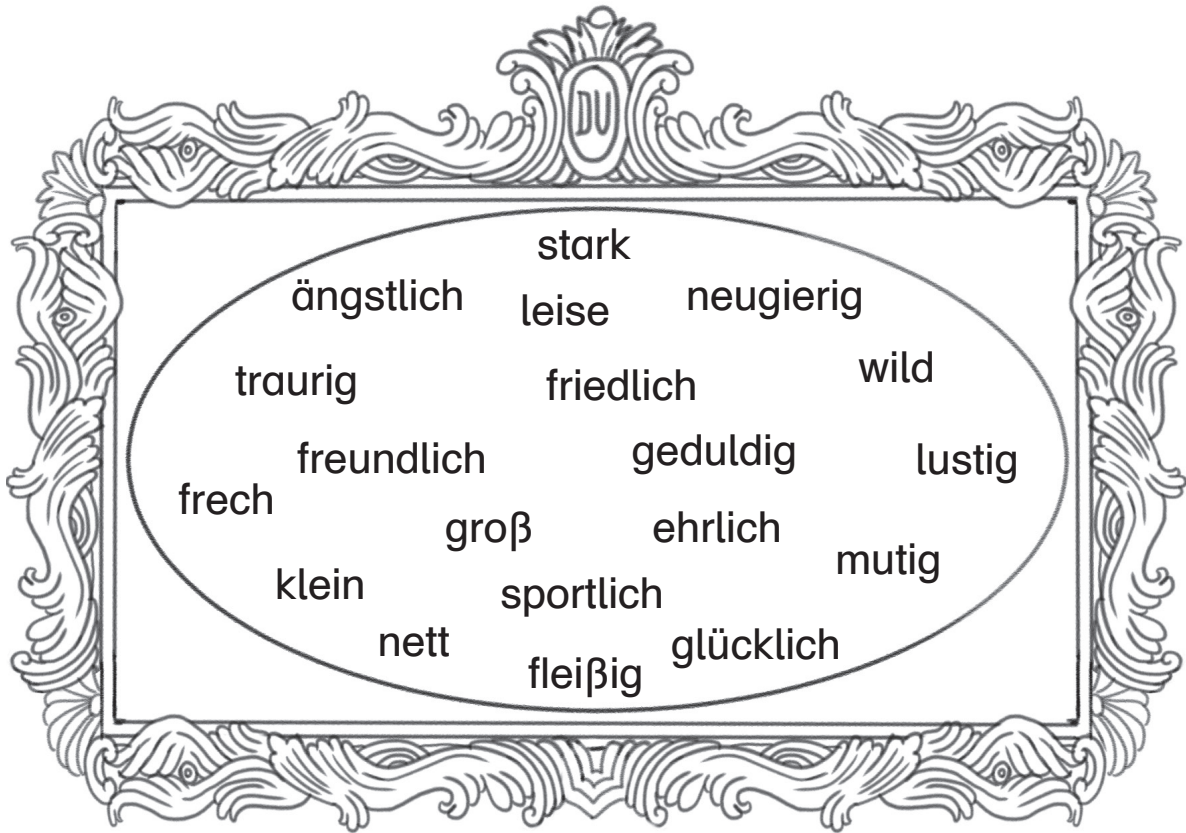 DU
stark
ängstlich leise neugierig
traurig friedlich wild
freundlich geduldig lustig
frech groß ehrlich
mutig
klein sportlich
nett fleißig glücklich